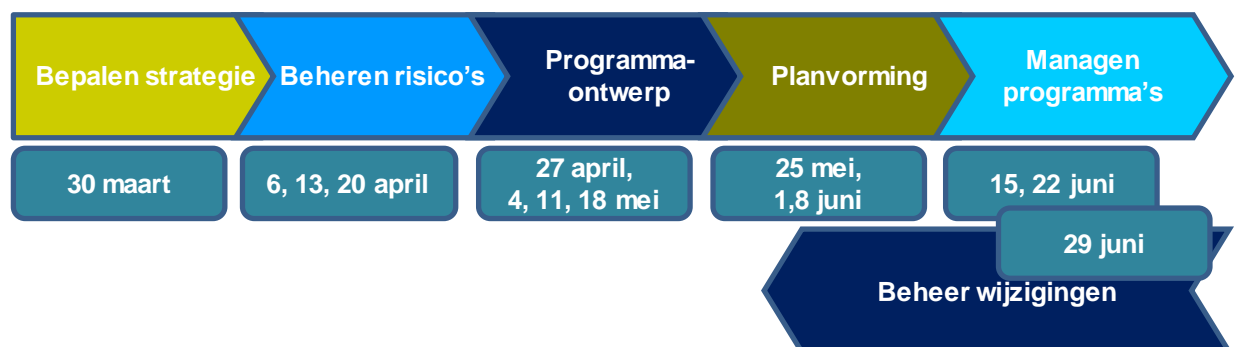 Bepalen strategie
Beheren risico's
Programma-
ontwerp
Planvorming
Managen
programma's
30 maart
6, 13, 20 april
27 april,
4, 11, 18 mei
25 mei,
1,8 juni
15, 22 juni
29 juni
Beheer wijzigingen